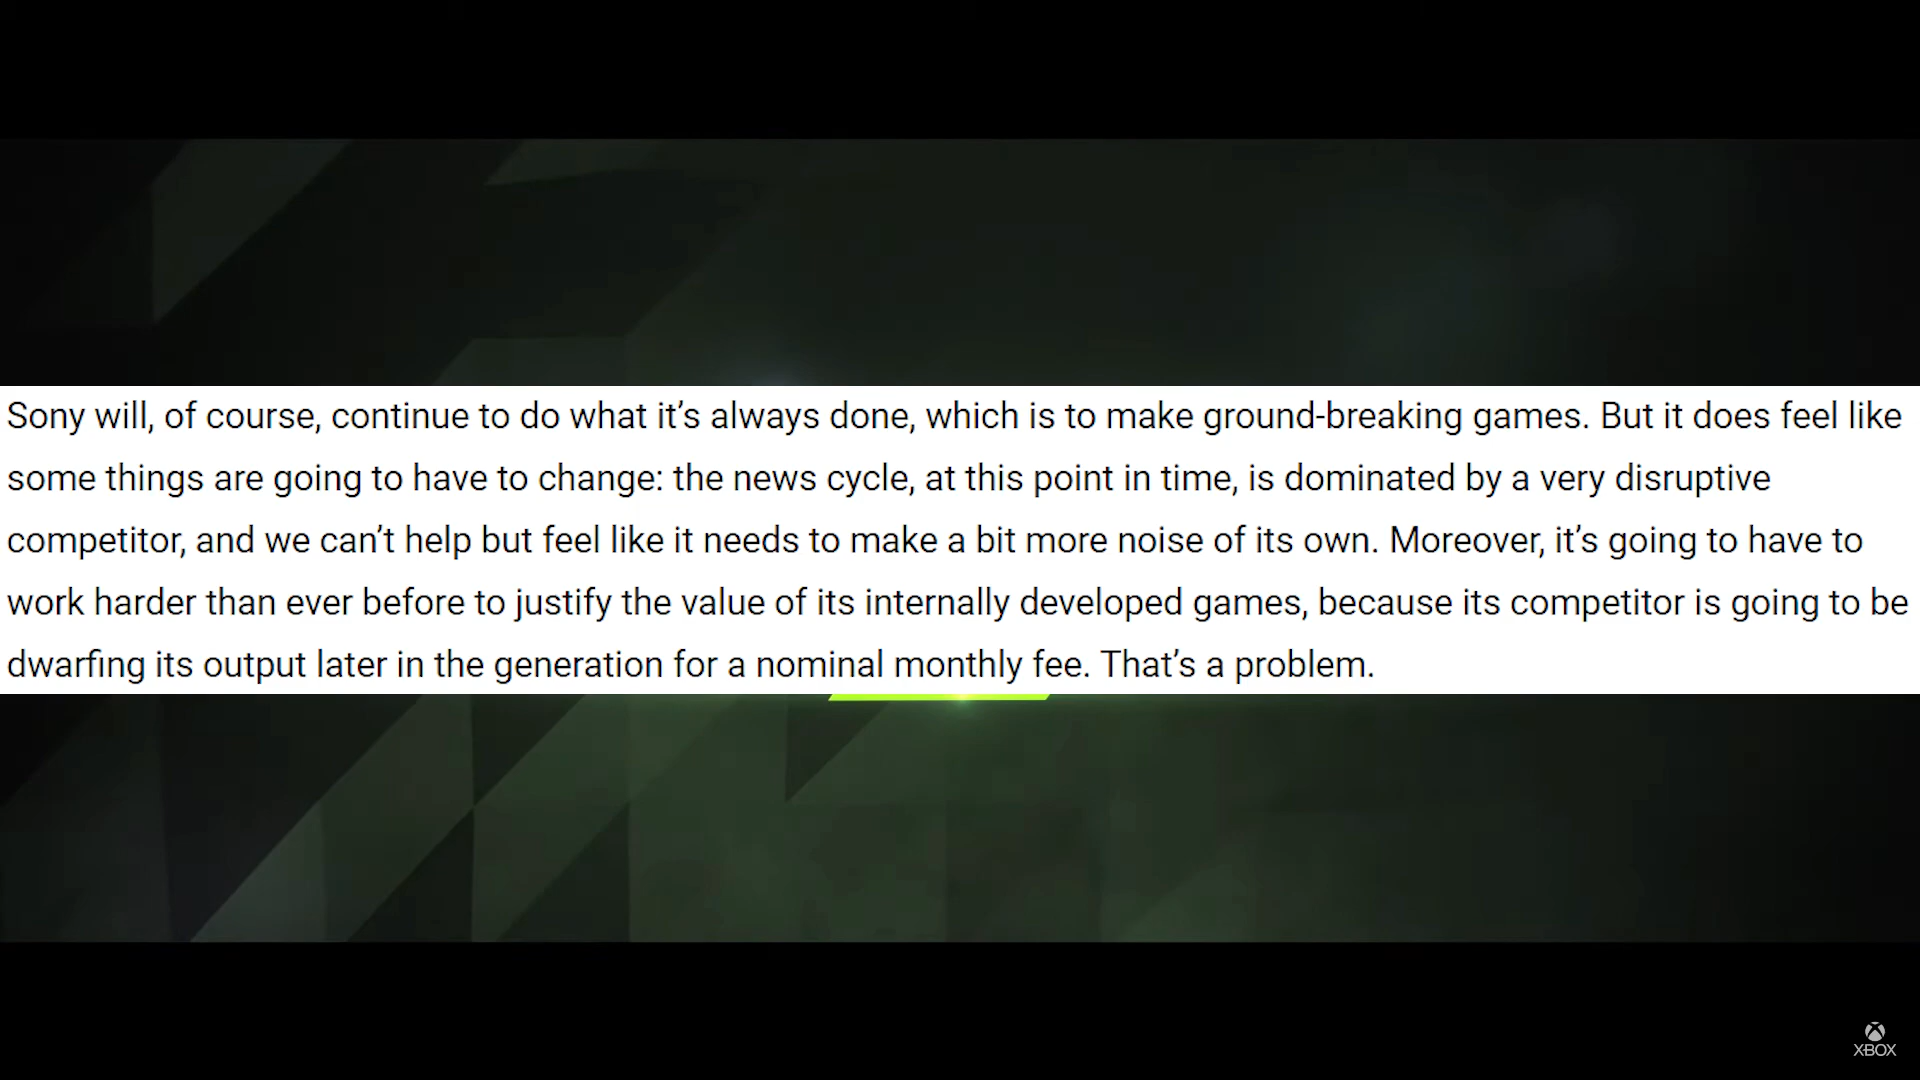 Sony will, of course, continue to do what it’s always done, which is to make ground-breaking games. But it does feel like
some things are going to have to change: the news cycle, at this point in time, is dominated by a very disruptive
competitor, and we can’t help but feel like it needs to make a bit more noise of its own. Moreover, it’s going to have to
work harder than ever before to justify the value of its internally developed games, because its competitor is going to be
dwarfing its output later in the generation for a nominal monthly fee. That’s a problem.
XBOX